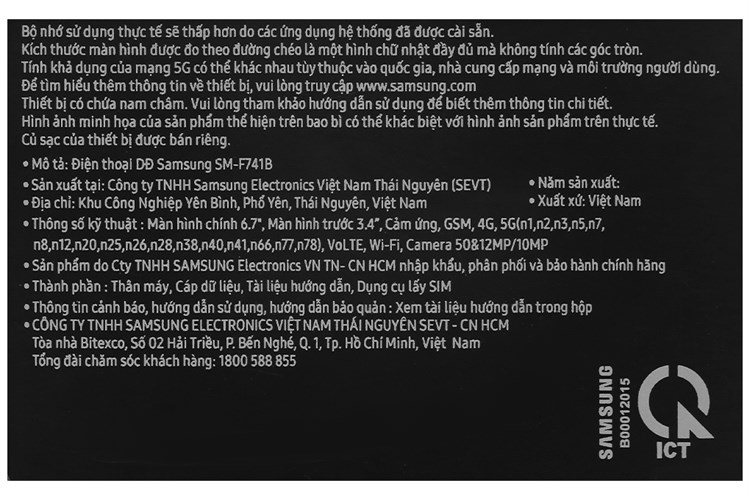 Bộ nhớ sử dụng thực tế sẽ thấp hơn do các ứng dụng hệ thống đã được cài sẵn.
Kích thước màn hình được đo theo đường chéo là một hình chữ nhật đầy đủ mà không tính các góc tròn.
Tính khả dụng của mạng 5G có thể khác nhau tùy thuộc vào quốc gia, nhà cung cấp mạng và môi trường người dùng.
Để tìm hiểu thêm thông tin về thiết bị, vui lòng truy cập www.samsung.com
Thiết bị có chứa nam châm. Vui lòng tham khảo hướng dẫn sử dụng để biết thêm thông tin chi tiết.
Hình ảnh minh họa của sản phẩm thể hiện trên bao bì có thể khác biệt với hình ảnh sản phẩm trên thực tế.
Củ sạc của thiết bị được bán riêng.
• Mô tả: Điện thoại DĐ Samsung SM-F741B
• Sản xuất tại: Công ty TNHH Samsung Electronics Việt Nam Thái Nguyên (SEVT) • Năm sản xuất:
• Địa chỉ: Khu Công Nghiệp Yên Bình, Phổ Yên, Thái Nguyên, Việt Nam • Xuất xứ: Việt Nam
• Thông số kỹ thuật : Màn hình chính 6.7", Màn hình trước 3.4", Cảm ứng, GSM, 4G, 5G(n1,n2,n3,n5,n7,
n8,n12,n20,n25,n26,n28,n38,n40,n41,n66,n77,n78), VoLTE, Wi-Fi, Camera 50&12MP/10MP
• Sản phẩm do Cty TNHH SAMSUNG Electronics VN TN- CN HCM nhập khẩu, phân phối và bảo hành chính hãng
• Thành phần : Thân máy, Cáp dữ liệu, Tài liệu hướng dẫn, Dụng cụ lấy SIM
• Thông tin cảnh báo, hướng dẫn sử dụng, hướng dẫn bảo quản : Xem tài liệu hướng dẫn trong hộp
• CÔNG TY TNHH SAMSUNG ELECTRONICS VIỆT NAM THÁI NGUYÊN SEVT - CN HCM
Tòa nhà Bitexco, Số 02 Hải Triều, P. Bến Nghé, Q. 1, Tp. Hồ Chí Minh, Việt Nam
Tổng đài chăm sóc khách hàng: 1800 588 855
SAMSUNG
B00012015
ICT